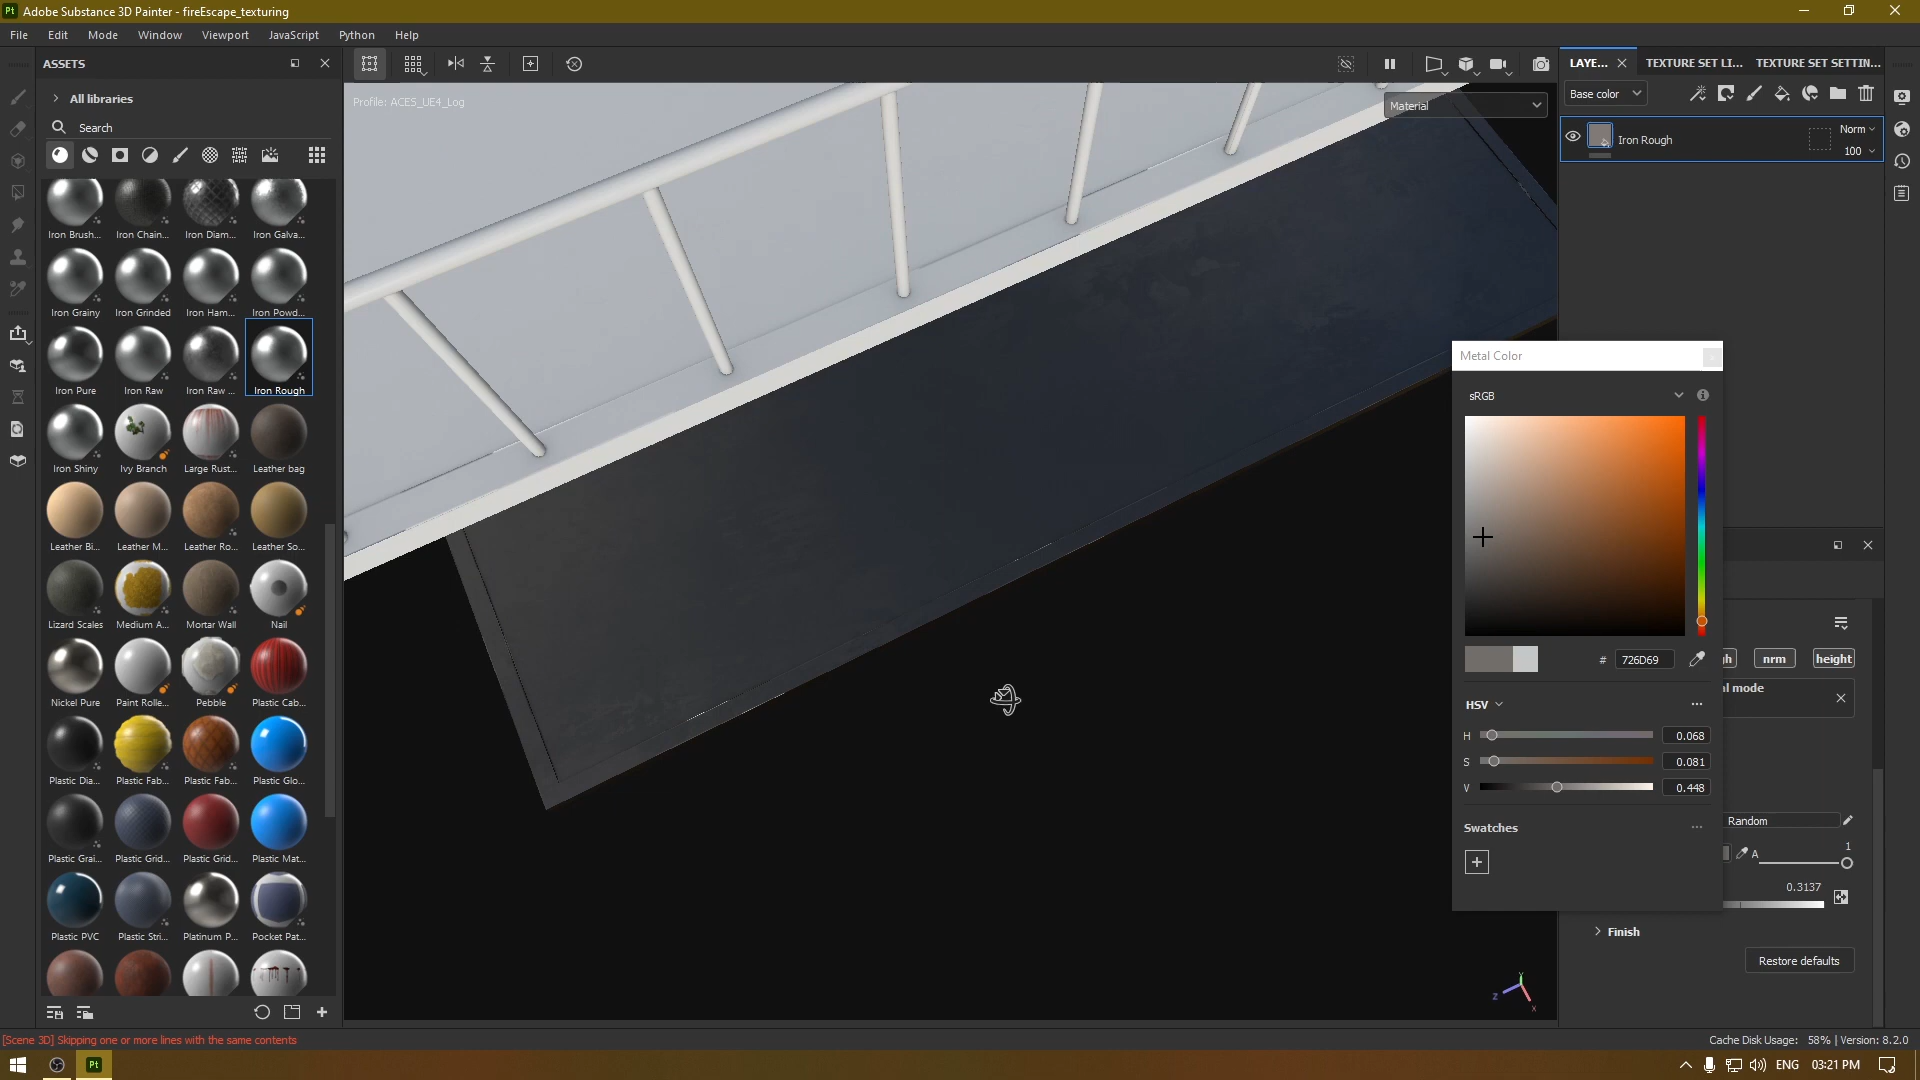 Adobe Substance 3D Painter - fireEscape_texturing
File Edit Mode Window Viewport JavaScript Python Help
ASSETS
All libraries
Search
Iron Brush... Iron Chain... Iron Diam... Iron Galva...
Iron Grainy Iron Grinded Iron Ham... Iron Powd...
Iron Pure Iron Raw Iron Raw ... Iron Rough
Iron Shiny Ivy Branch Large Rust... Leather bag
Leather Bi... Leather M... Leather Ro... Leather So...
Lizard Scales Medium A... Mortar Wall Nail
Nickel Pure Paint Rolle... Pebble Plastic Cab...
Plastic Dia... Plastic Fab... Plastic Fab... Plastic Glo...
Plastic Grai... Plastic Grid... Plastic Grid... Plastic Mat...
Plastic PVC Plastic Stri... Platinum P... Pocket Pat...
Profile: ACES_UE4_Log
Material
LAYE... TEXTURE SET LI... TEXTURE SET SETTIN...
Base color
Iron Rough
Norm
100
Metal Color
sRGB
# 726D69
HSV
H 0.068
S 0.081
V 0.448
Swatches
gh nrm height
al mode
Random
A 1
0.3137
Finish
Restore defaults
Y
Z
X
[Scene 3D] Skipping one or more lines with the same contents
Cache Disk Usage: 58% | Version: 8.2.0
Pt
ENG 03:21 PM